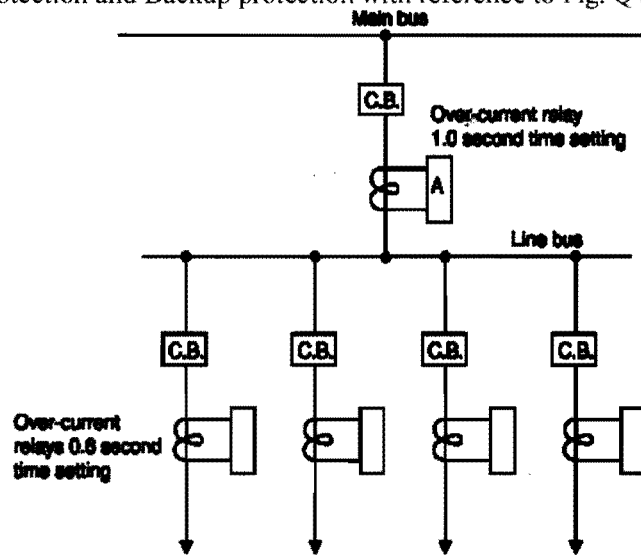 otection and Backup protection with reference to Fig. Q
Main bus
C.B.
Over-current relay
1.0 second time setting
A
Line bus
C.B.
C.B.
C.B.
C.B.
Over-current
relays 0.6 second
time setting